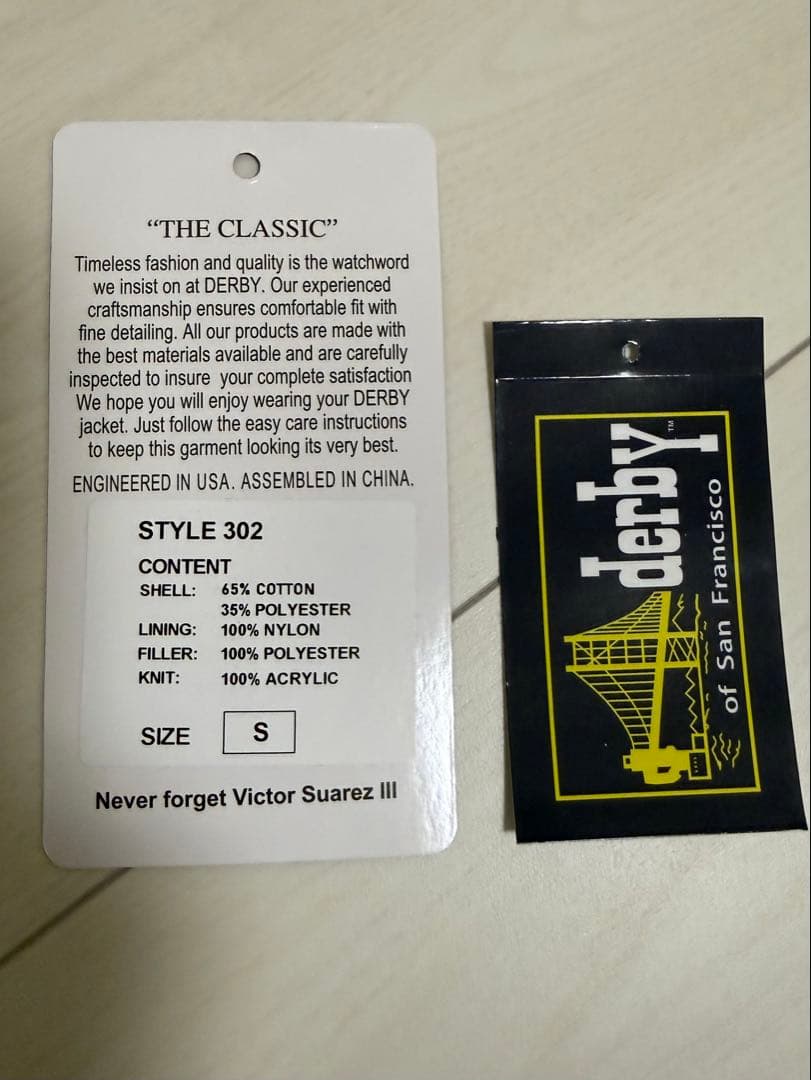 “THE CLASSIC”
Timeless fashion and quality is the watchword
we insist on at DERBY. Our experienced
craftsmanship ensures comfortable fit with
fine detailing. All our products are made with
the best materials available and are carefully
inspected to insure your complete satisfaction
We hope you will enjoy wearing your DERBY
jacket. Just follow the easy care instructions
to keep this garment looking its very best.
ENGINEERED IN USA. ASSEMBLED IN CHINA.
STYLE 302
CONTENT
SHELL: 65% COTTON
35% POLYESTER
LINING: 100% NYLON
FILLER: 100% POLYESTER
KNIT: 100% ACRYLIC
SIZE S
Never forget Victor Suarez III
derby™
of San Francisco